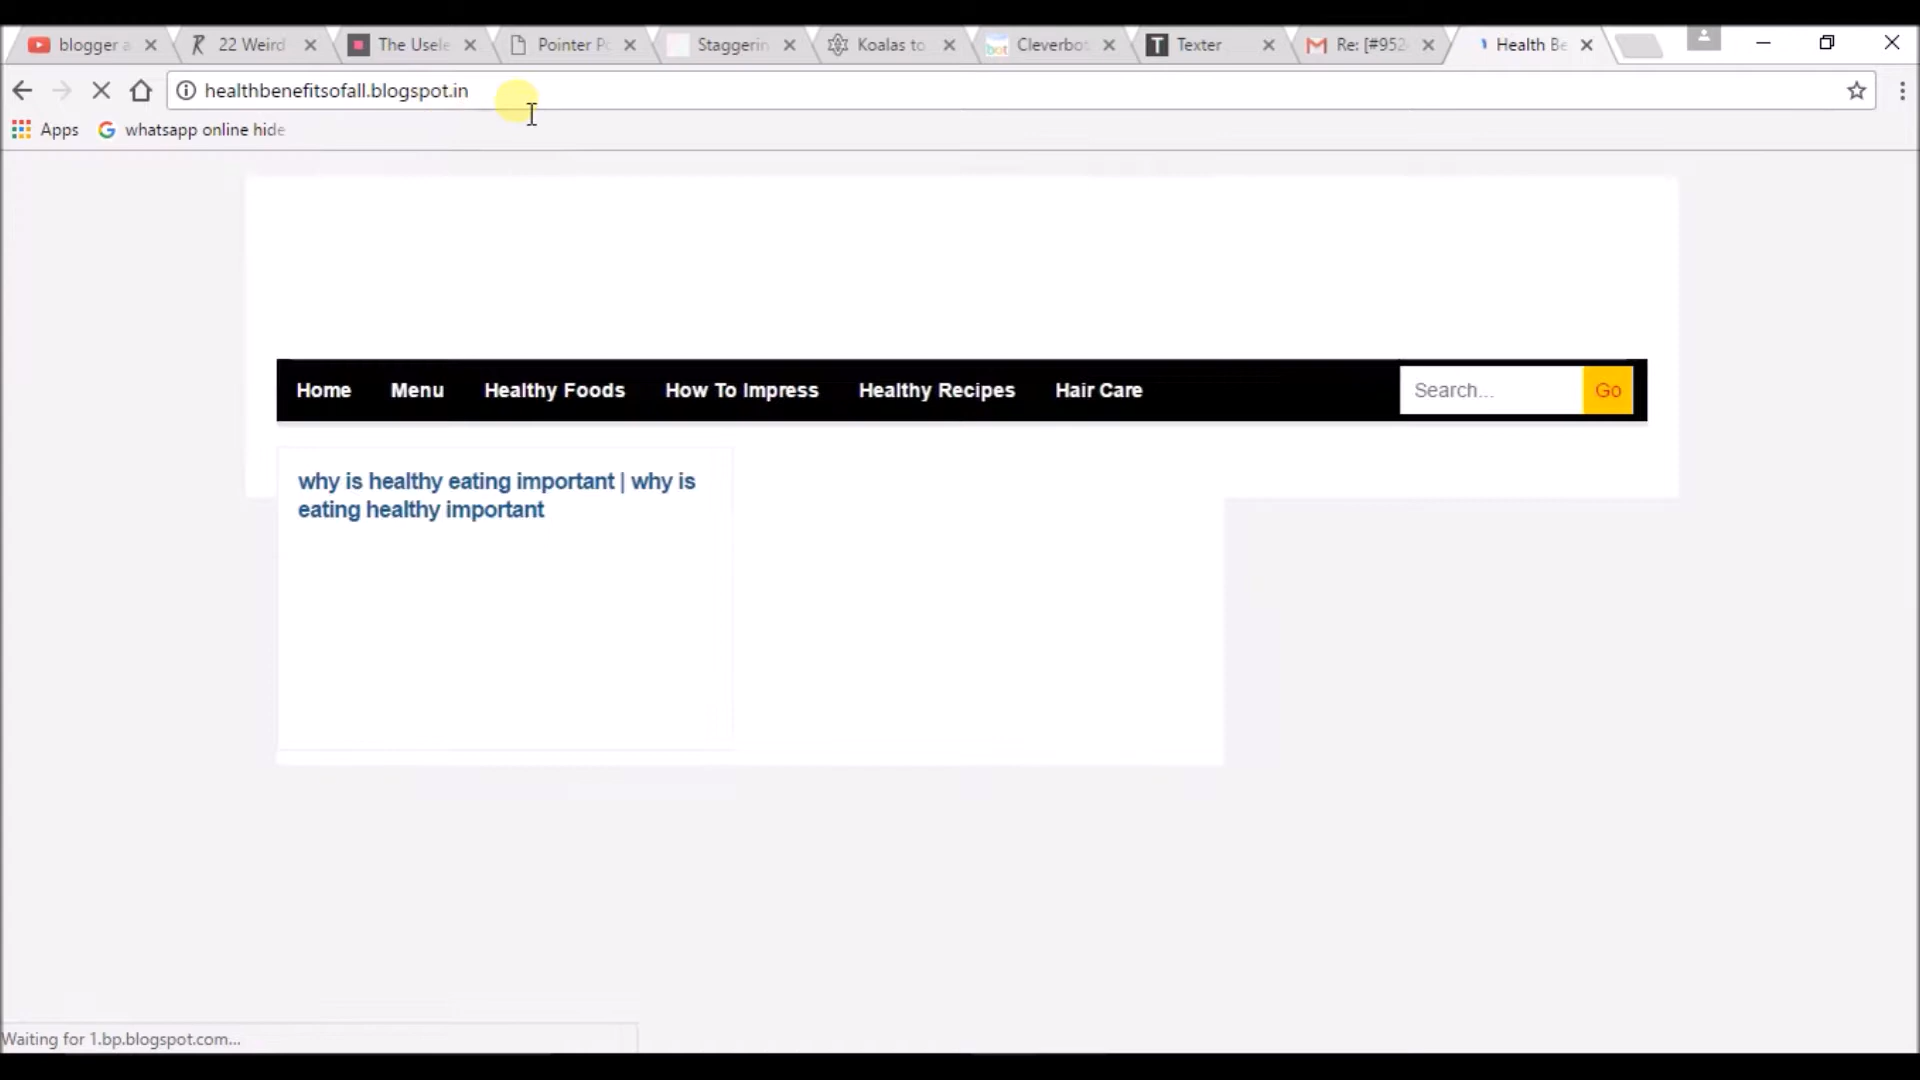 blogger a
22 Weird
The Usele
Pointer Po
Staggerin
Koalas to
Cleverbot
Texter
Re: [#952
Health Be
healthbenefitsofall.blogspot.in
Apps
whatsapp online hide
Home
Menu
Healthy Foods
How To Impress
Healthy Recipes
Hair Care
Search...
Go
why is healthy eating important | why is
eating healthy important
Waiting for 1.bp.blogspot.com...